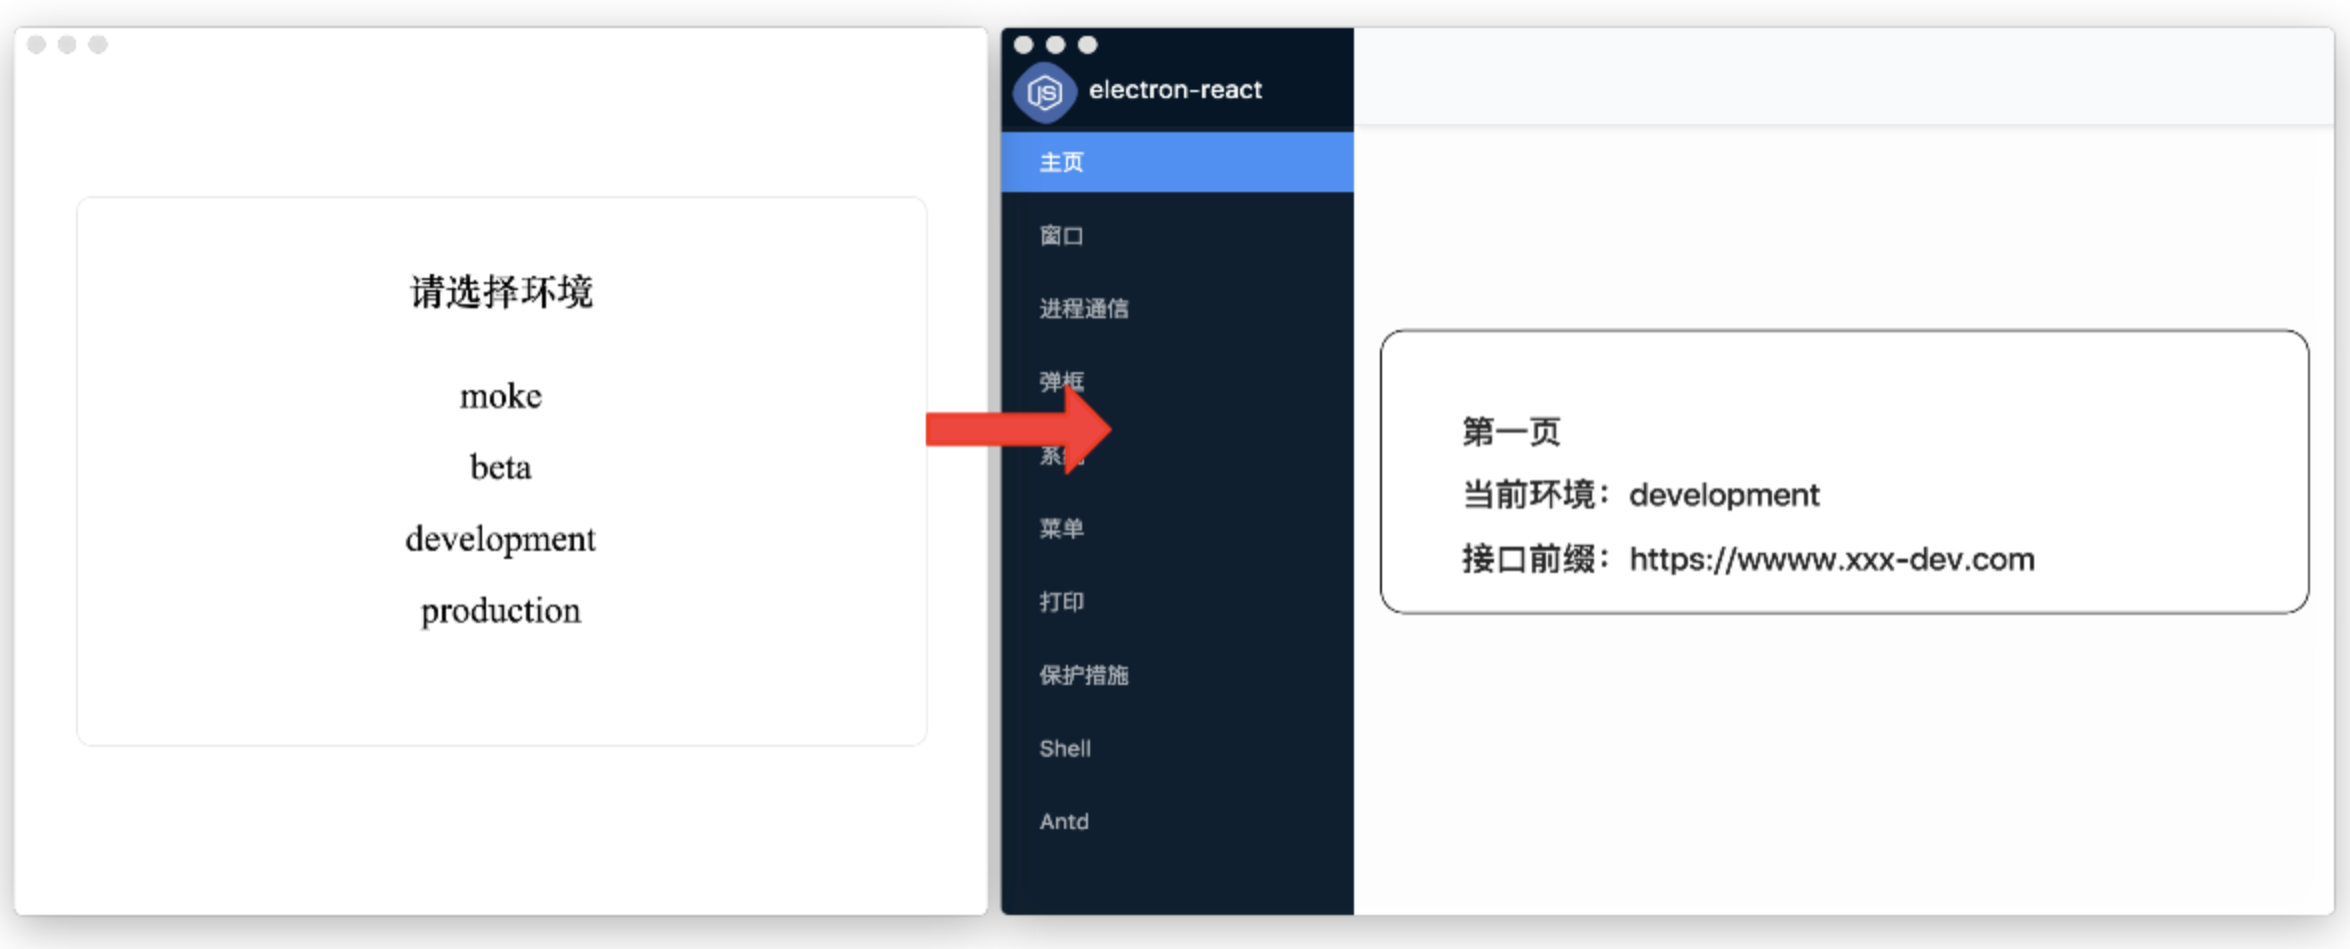 请选择环境
moke
beta
development
production
JS
electron-react
主页
窗口
进程通信
弹框
菜单
打印
保护措施
Shell
Antd
第一页
当前环境：development
接口前缀：https://wwww.xxx-dev.com